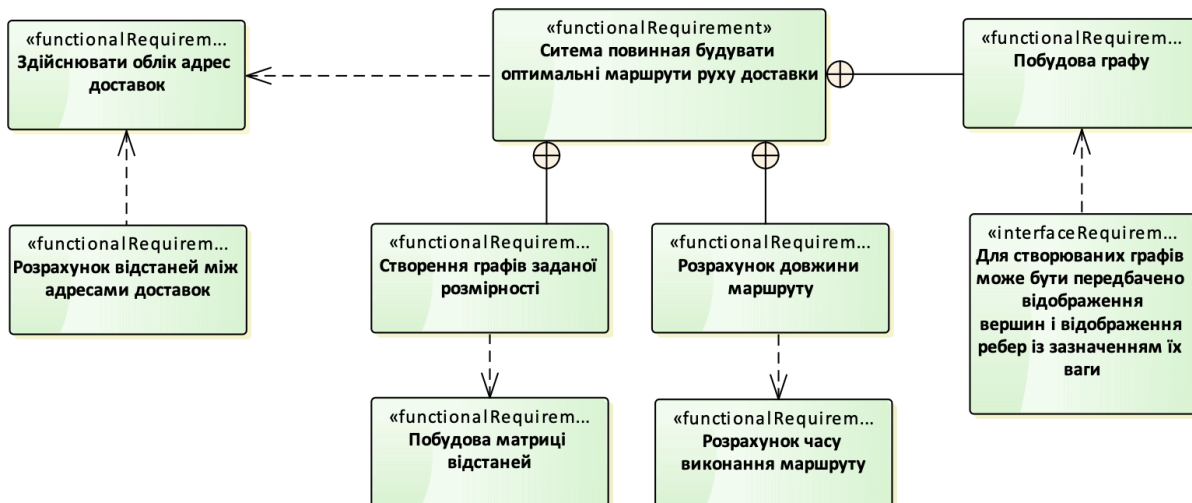 «functionalRequirem...
Здійснювати облік адрес
доставок
«functionalRequirement»
Ситема повинная будувати
оптимальні маршрути руху доставки
«functionalRequirem...
Побудова графу
«functionalRequirem...
Розрахунок відстаней між
адресами доставок
«functionalRequirem...
Створення графів заданої
розмірності
«functionalRequirem...
Розрахунок довжини
маршруту
«interfaceRequirem...
Для створюваних графів
може бути передбачено
відображення
вершин і відображення
ребер із зазначенням їх
ваги
«functionalRequirem...
Побудова матриці
відстаней
«functionalRequirem...
Розрахунок часу
виконання маршруту